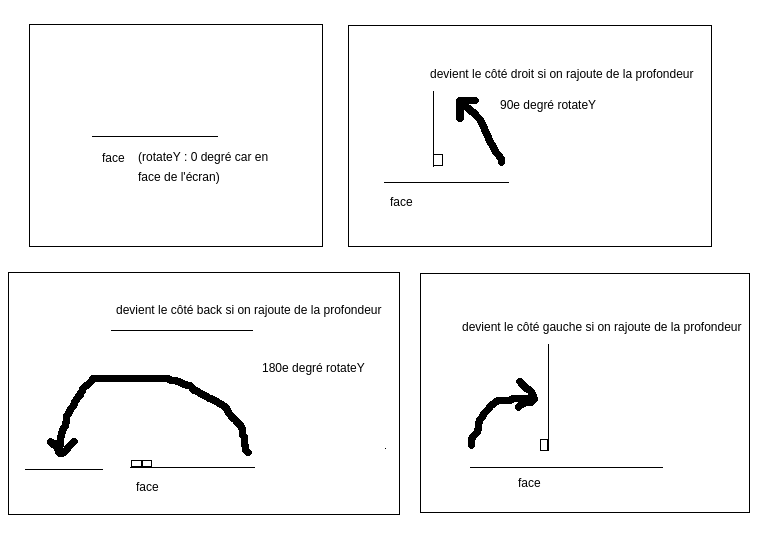 face (rotateY : 0 degré car en
face de l'écran)
devient le côté droit si on rajoute de la profondeur
90e degré rotateY
face
devient le côté back si on rajoute de la profondeur
180e degré rotateY
face
devient le côté gauche si on rajoute de la profondeur
face